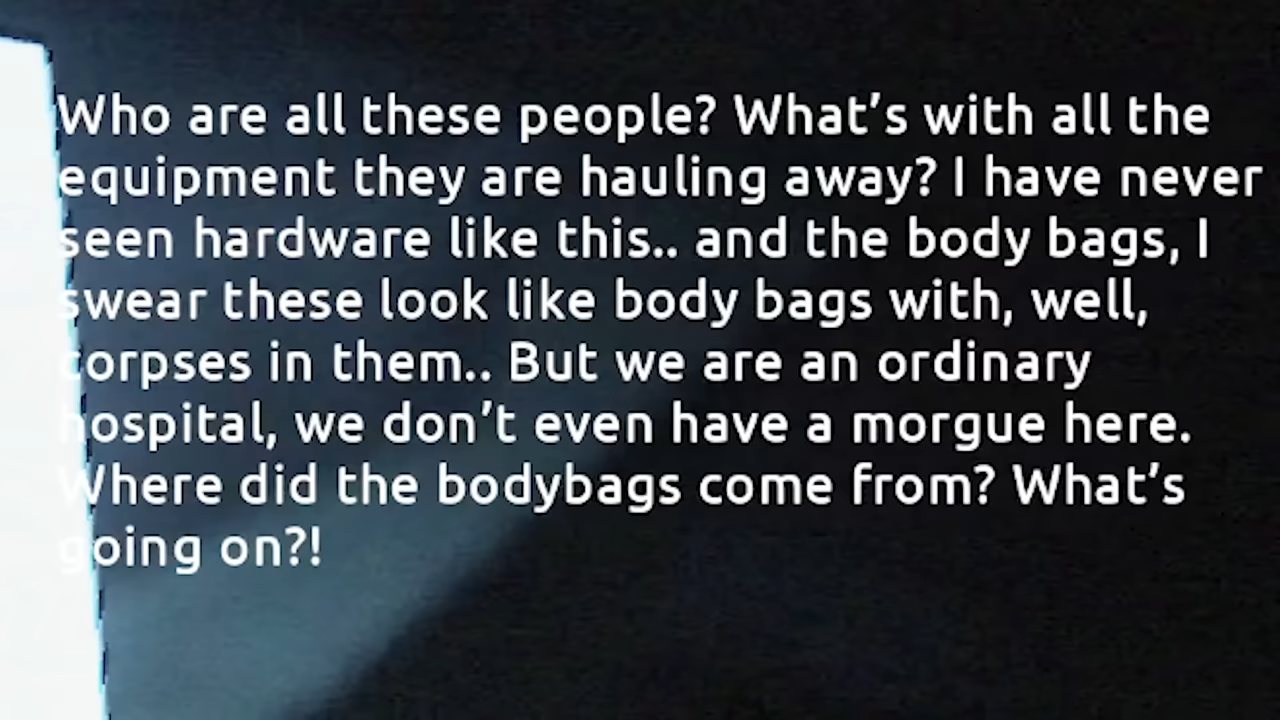 Who are all these people? What’s with all the
equipment they are hauling away? I have never
seen hardware like this.. and the body bags, I
swear these look like body bags with, well,
corpses in them.. But we are an ordinary
hospital, we don’t even have a morgue here.
Where did the bodybags come from? What’s
going on?!